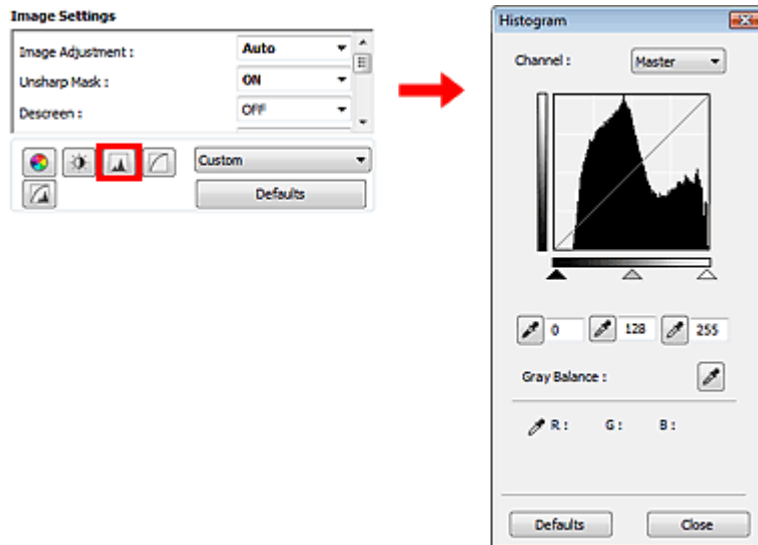 Image Settings
Image Adjustment : Auto
Unsharp Mask : ON
Descreen : OFF
Custom
Defaults
Histogram
Channel : Master
0 128 255
Gray Balance :
R : G : B :
Defaults Close